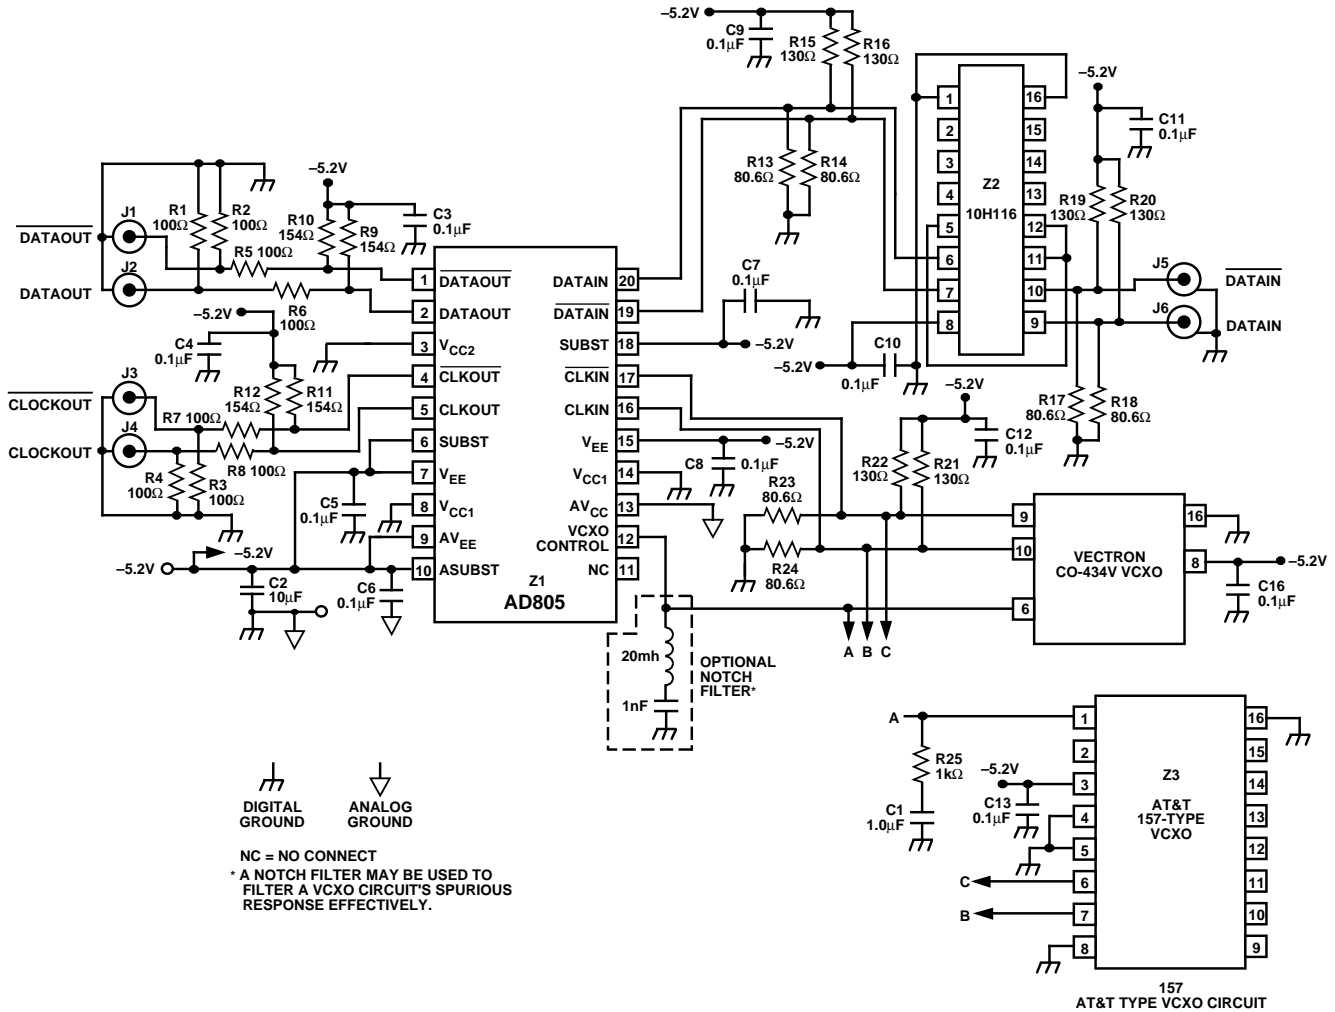 –5.2V
C9
0.1µF
R15
130Ω
R16
130Ω
–5.2V
C11
0.1µF
1
2
3
4
5
6
7
8
16
15
14
13
12
11
10
9
Z2
10H116
R13
80.6Ω
R14
80.6Ω
R19
130Ω
R20
130Ω
J5
DATAIN
J6
DATAIN
R17
80.6Ω
R18
80.6Ω
–5.2V
C10
0.1µF
DATAOUT
J1
J2
DATAOUT
R1
100Ω
R2
100Ω
R5 100Ω
R6
100Ω
–5.2V
R10
154Ω
R9
154Ω
C3
0.1µF
–5.2V
C4
0.1µF
CLOCKOUT
J3
J4
CLOCKOUT
R12
154Ω
R11
154Ω
R7 100Ω
R8 100Ω
R4
100Ω
R3
100Ω
C5
0.1µF
–5.2V
–5.2V
C2
10µF
C6
0.1µF
1 DATAOUT
2 DATAOUT
3 VCC2
4 CLKOUT
5 CLKOUT
6 SUBST
7 VEE
8 VCC1
9 AVEE
10 ASUBST
DATAIN 20
DATAIN 19
SUBST 18
CLKIN 17
CLKIN 16
VEE 15
VCC1 14
AVCC 13
VCXO
CONTROL 12
NC 11
Z1
AD805
C7
0.1µF
–5.2V
C8
0.1µF
–5.2V
R23
80.6Ω
R24
80.6Ω
R22
130Ω
R21
130Ω
–5.2V
C12
0.1µF
A B C
9
10
6
16
8
VECTRON
CO-434V VCXO
–5.2V
C16
0.1µF
20mh
1nF
OPTIONAL
NOTCH
FILTER*
A
R25
1kΩ
C1
1.0µF
–5.2V
C13
0.1µF
C
B
1
2
3
4
5
6
7
8
16
15
14
13
12
11
10
9
Z3
AT&T
157-TYPE
VCXO
157
AT&T TYPE VCXO CIRCUIT
DIGITAL
GROUND
ANALOG
GROUND
NC = NO CONNECT
* A NOTCH FILTER MAY BE USED TO
FILTER A VCXO CIRCUIT'S SPURIOUS
RESPONSE EFFECTIVELY.